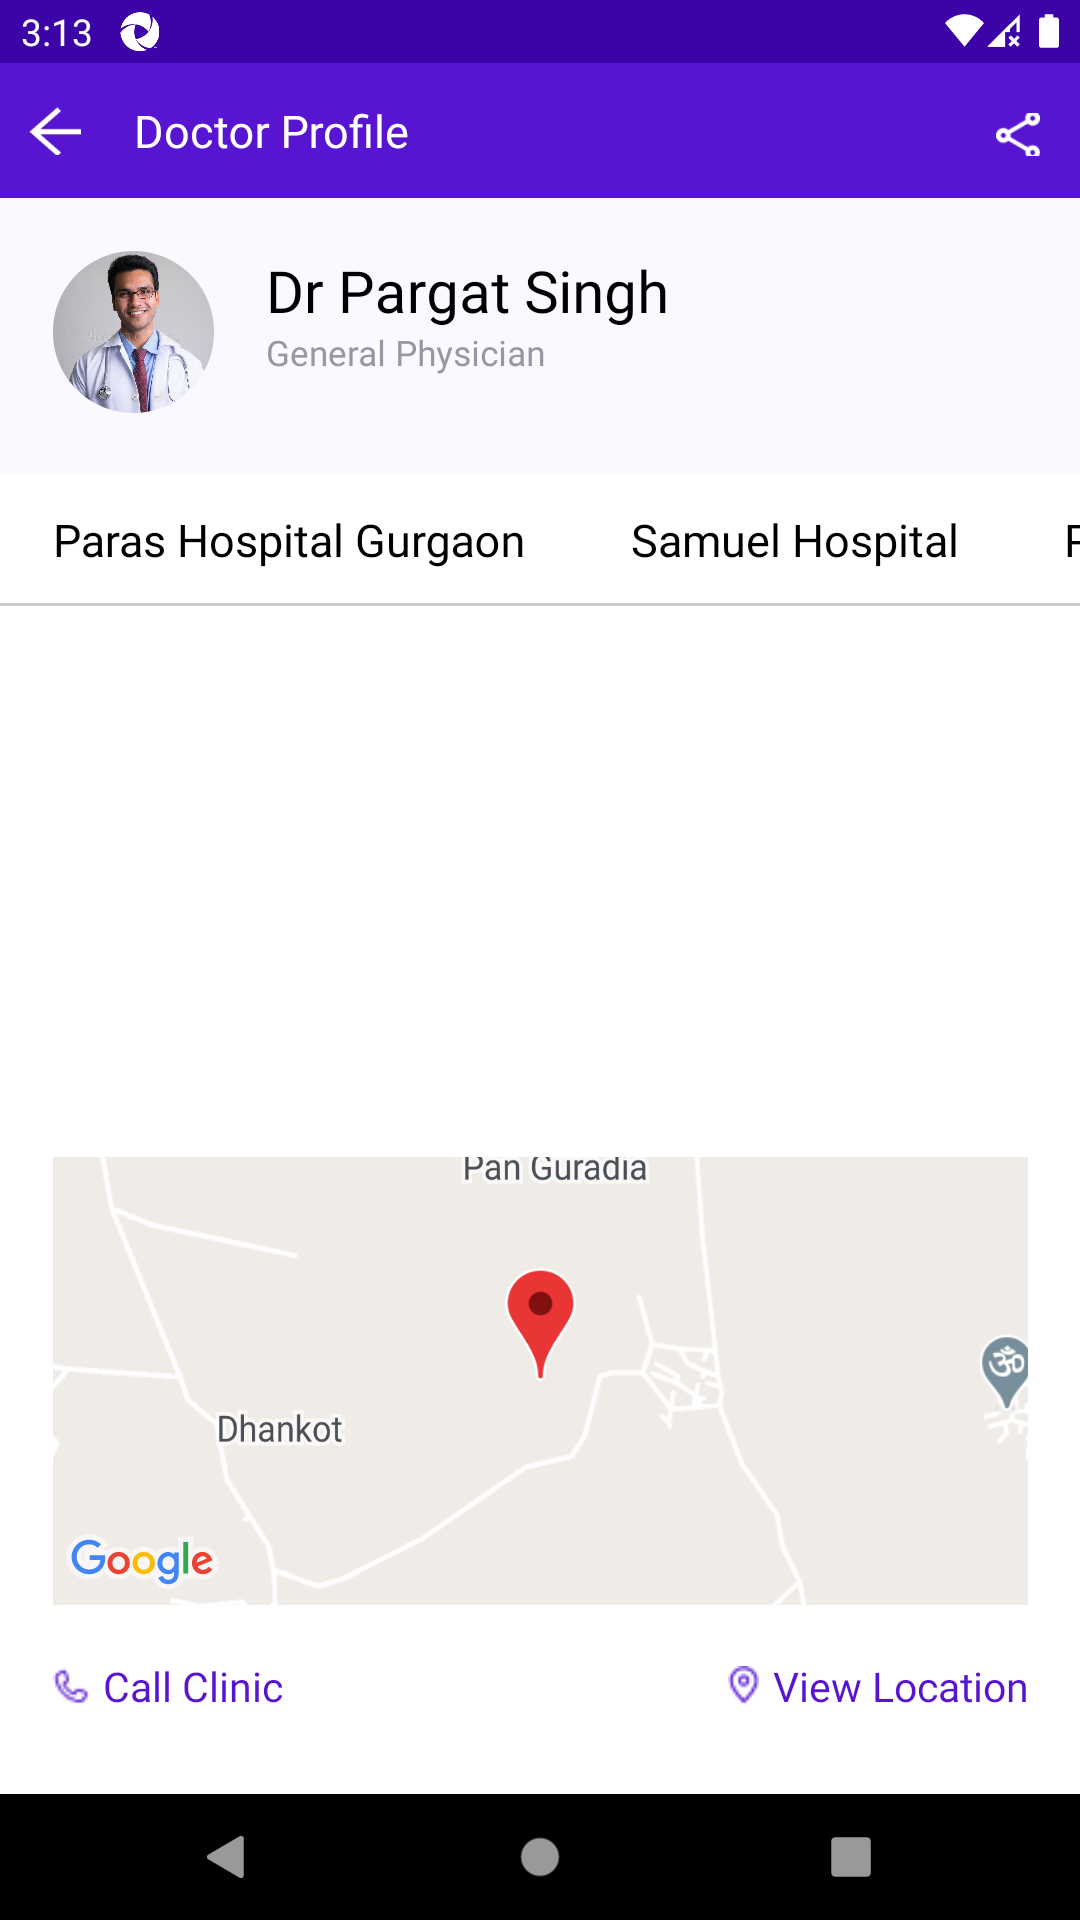 3:13
Doctor Profile
Dr Pargat Singh
General Physician
Paras Hospital Gurgaon
Samuel Hospital
Pan Guradia
ॐ
Dhankot
Google
Call Clinic
View Location